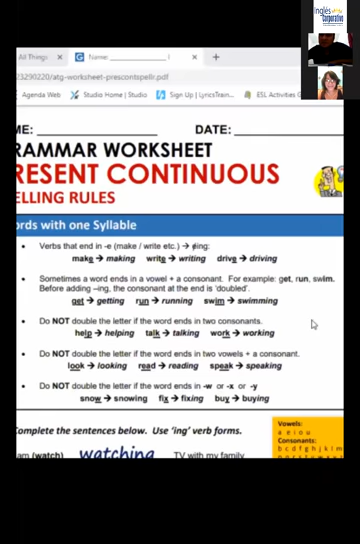 Inglés
Corporativo
All Things
Name: ____________ I
23290220/atg-worksheet-prescontspell.pdf
Agenda Web
Studio Home | Studio
Sign Up | LyricsTrain...
ESL Activities
ME: ____________ DATE: ____________
RAMMAR WORKSHEET
RESENT CONTINUOUS
ELLING RULES
ords with one Syllable
• Verbs that end in -e (make / write etc.) → e̸ing:
make → making write → writing drive → driving
• Sometimes a word ends in a vowel + a consonant. For example: get, run, swim.
Before adding –ing, the consonant at the end is 'doubled'.
get → getting run → running swim → swimming
• Do NOT double the letter if the word ends in two consonants.
help → helping talk → talking work → working
• Do NOT double the letter if the word ends in two vowels + a consonant.
look → looking read → reading speak → speaking
• Do NOT double the letter if the word ends in -w or -x or -y
snow → snowing fix → fixing buy → buying
omplete the sentences below. Use 'ing' verb forms.
Vowels:
a e i o u
Consonants:
b c d f g h j k l m
am (watch) watching TV with my family